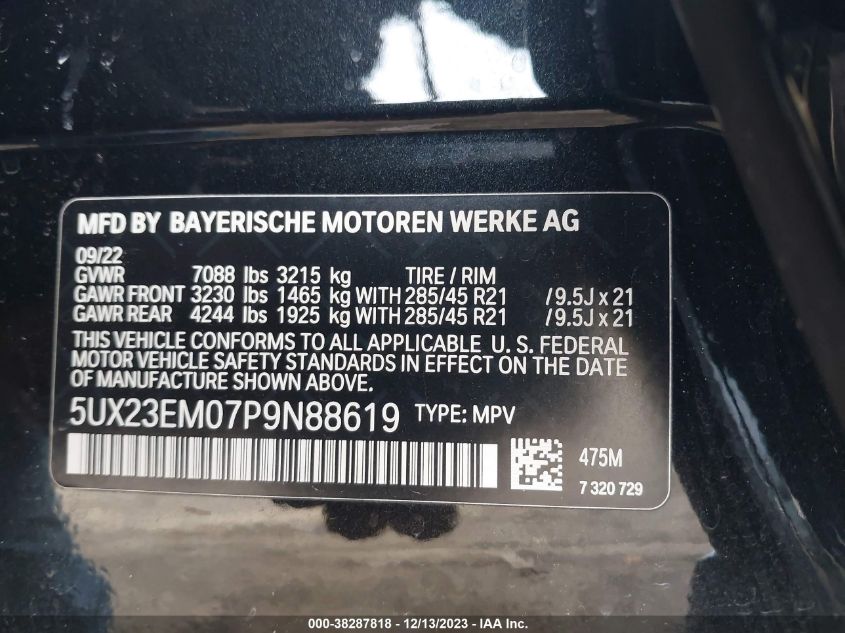 MFD BY BAYERISCHE MOTOREN WERKE AG
09/22
GVWR 7088 lbs 3215 kg TIRE / RIM
GAWR FRONT 3230 lbs 1465 kg WITH 285/45 R21 /9.5J x 21
GAWR REAR 4244 lbs 1925 kg WITH 285/45 R21 /9.5J x 21
THIS VEHICLE CONFORMS TO ALL APPLICABLE U. S. FEDERAL
MOTOR VEHICLE SAFETY STANDARDS IN EFFECT ON THE DATE
OF MANUFACTURE SHOWN ABOVE.
5UX23EM07P9N88619 TYPE: MPV
475M
7 320 729
000-38287818 - 12/13/2023 - IAA Inc.